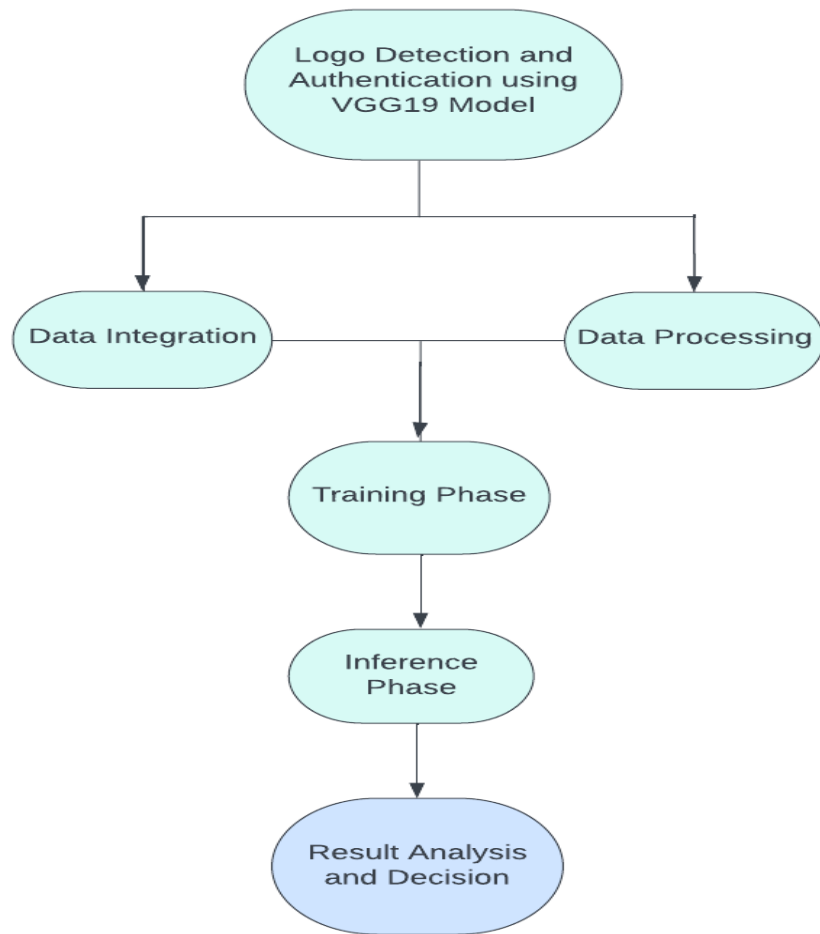 Logo Detection and
Authentication using
VGG19 Model
Data Integration
Data Processing
Training Phase
Inference
Phase
Result Analysis
and Decision